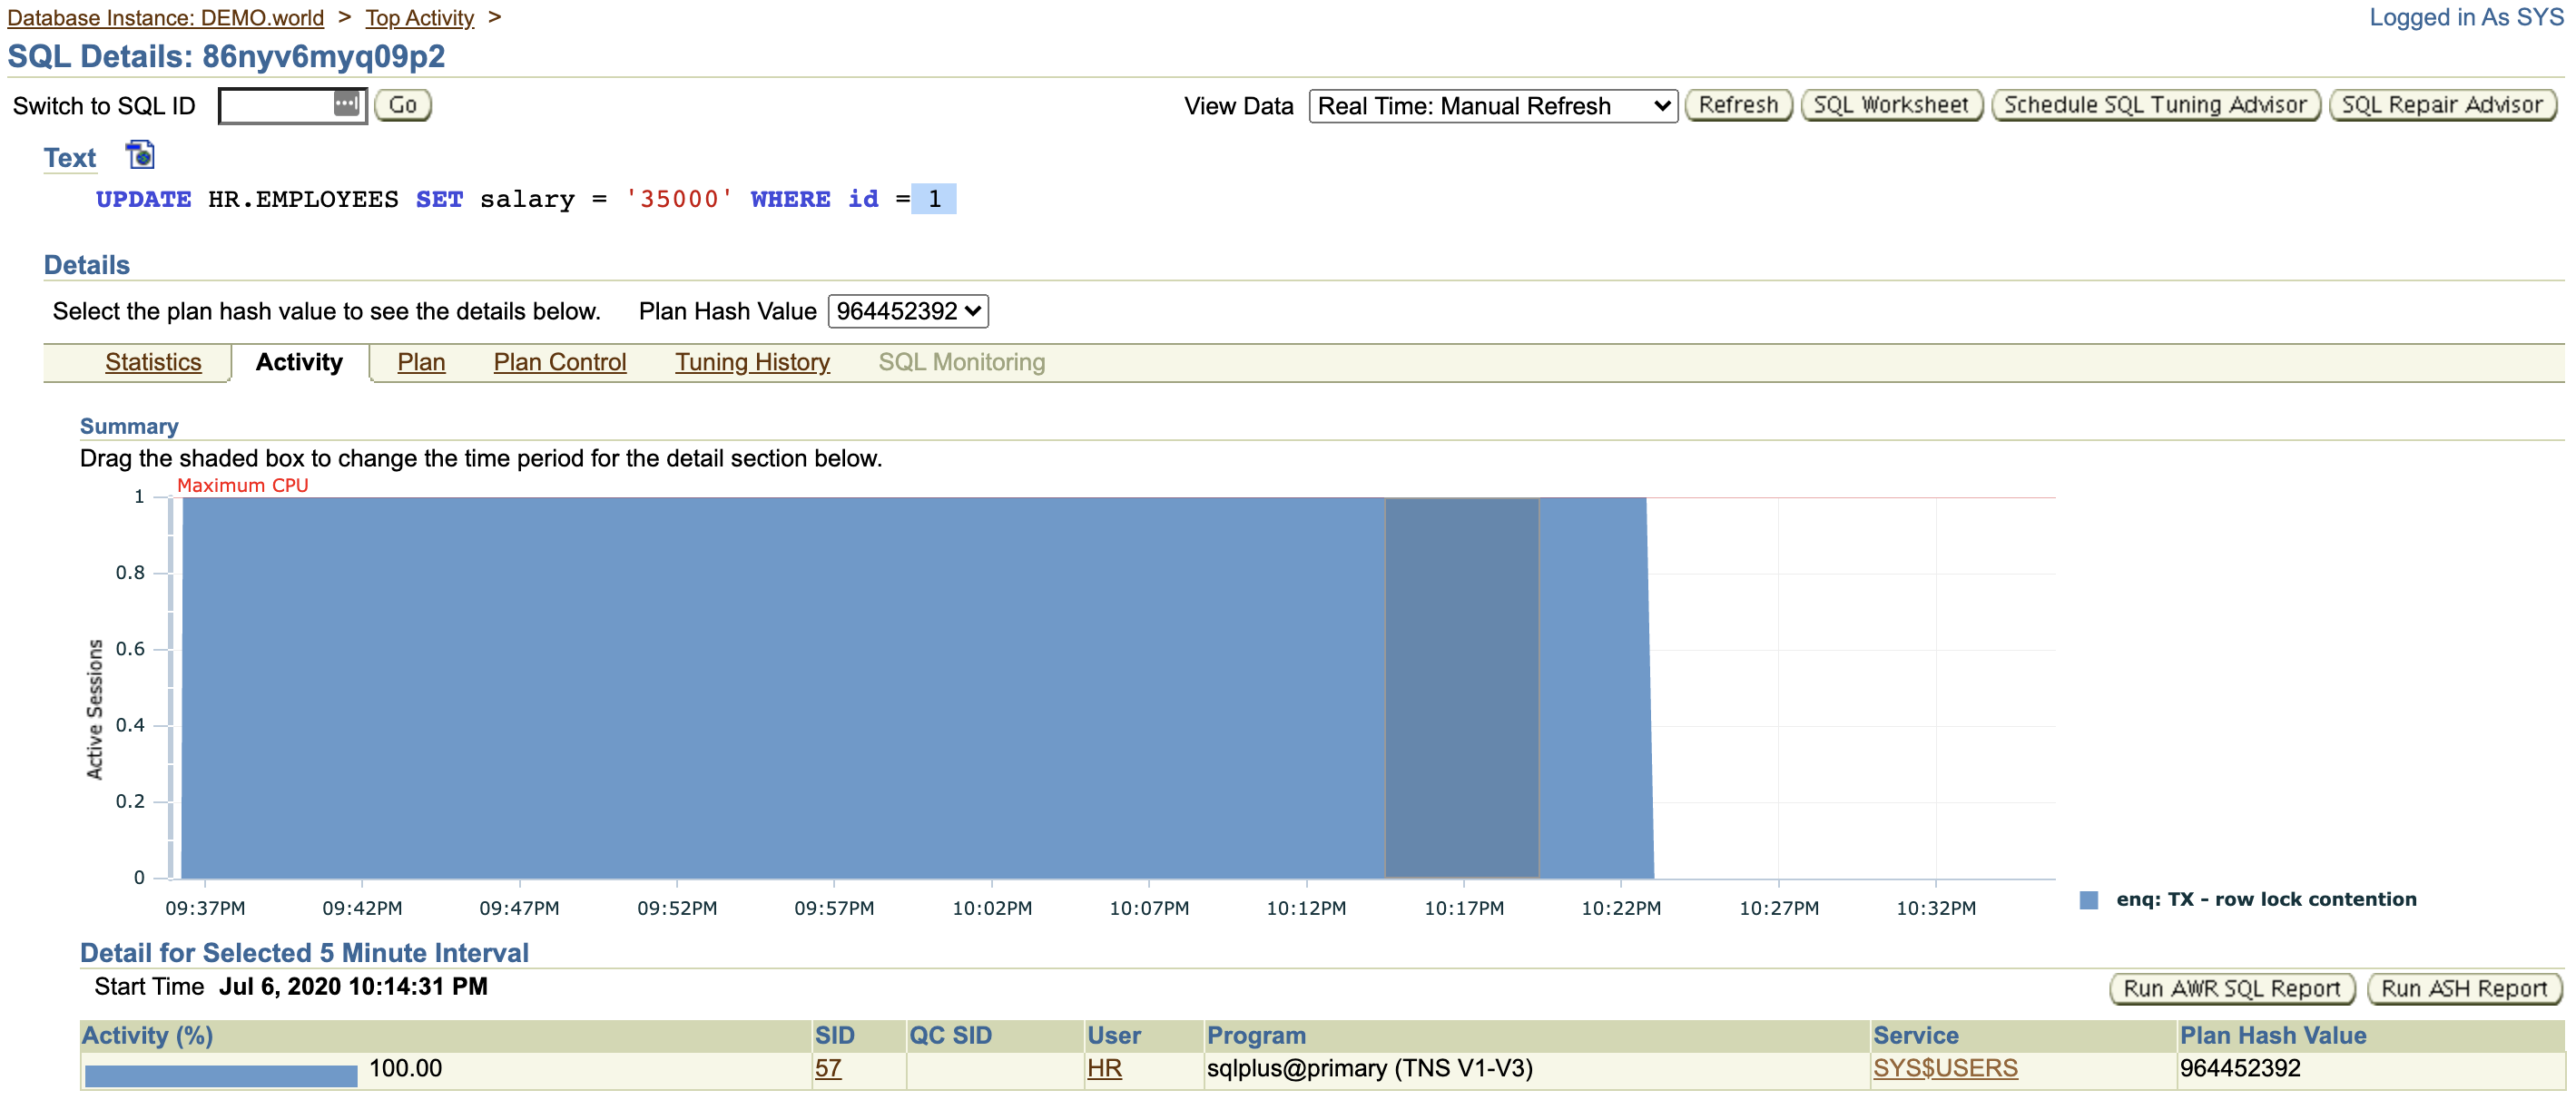 Database Instance: DEMO.world > Top Activity > Logged in As SYS
SQL Details: 86nyv6myq09p2
Switch to SQL ID Go View Data Real Time: Manual Refresh Refresh SQL Worksheet Schedule SQL Tuning Advisor SQL Repair Advisor
Text
UPDATE HR.EMPLOYEES SET salary = '35000' WHERE id = 1
Details
Select the plan hash value to see the details below. Plan Hash Value 964452392
Statistics Activity Plan Plan Control Tuning History SQL Monitoring
Summary
Drag the shaded box to change the time period for the detail section below.
Maximum CPU
1
0.8
0.6
0.4
0.2
0
Active Sessions
09:37PM 09:42PM 09:47PM 09:52PM 09:57PM 10:02PM 10:07PM 10:12PM 10:17PM 10:22PM 10:27PM 10:32PM
enq: TX - row lock contention
Detail for Selected 5 Minute Interval
Start Time Jul 6, 2020 10:14:31 PM Run AWR SQL Report Run ASH Report
Activity (%) SID QC SID User Program Service Plan Hash Value
100.00 57 HR sqlplus@primary (TNS V1-V3) SYS$USERS 964452392